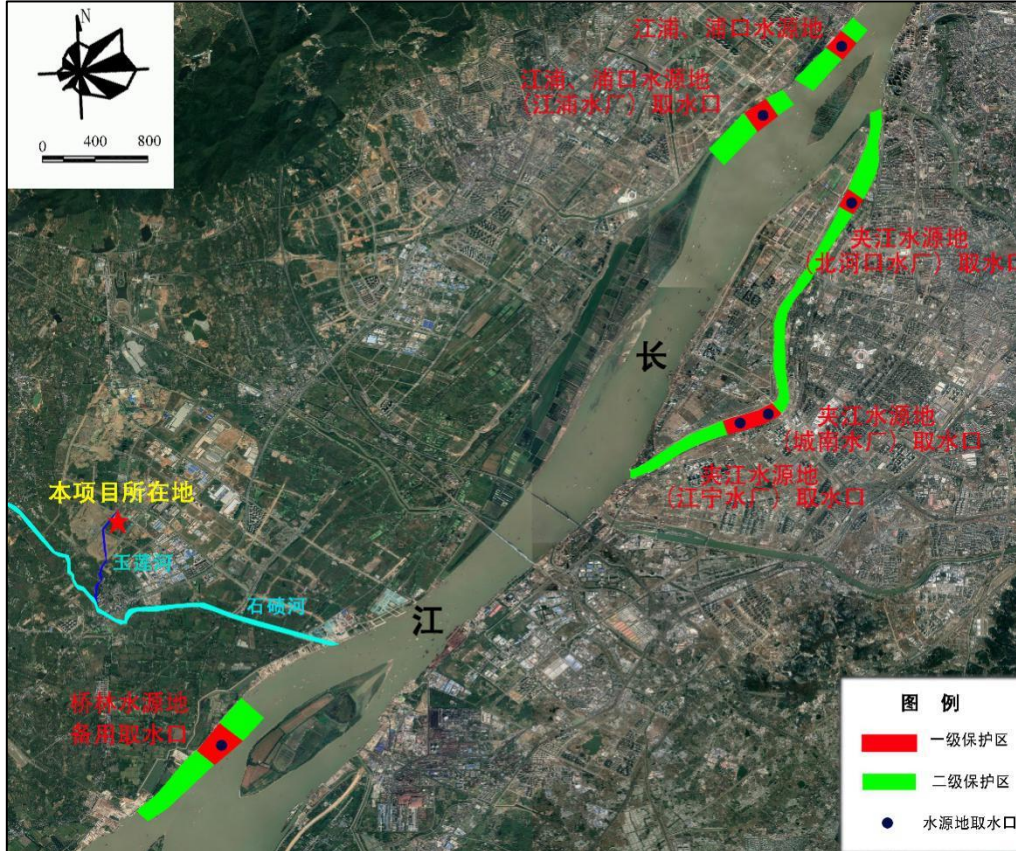 N
0 400 800
江浦、浦口水源地
江浦、浦口水源地
(江浦水厂) 取水口
夹江水源地
(北河口水厂) 取水口
长
夹江水源地
(城南水厂) 取水口
夹江水源地
(江宁水厂) 取水口
本项目所在地
玉莲河
石碛河
江
桥林水源地
备用取水口
图 例
一级保护区
二级保护区
水源地取水口